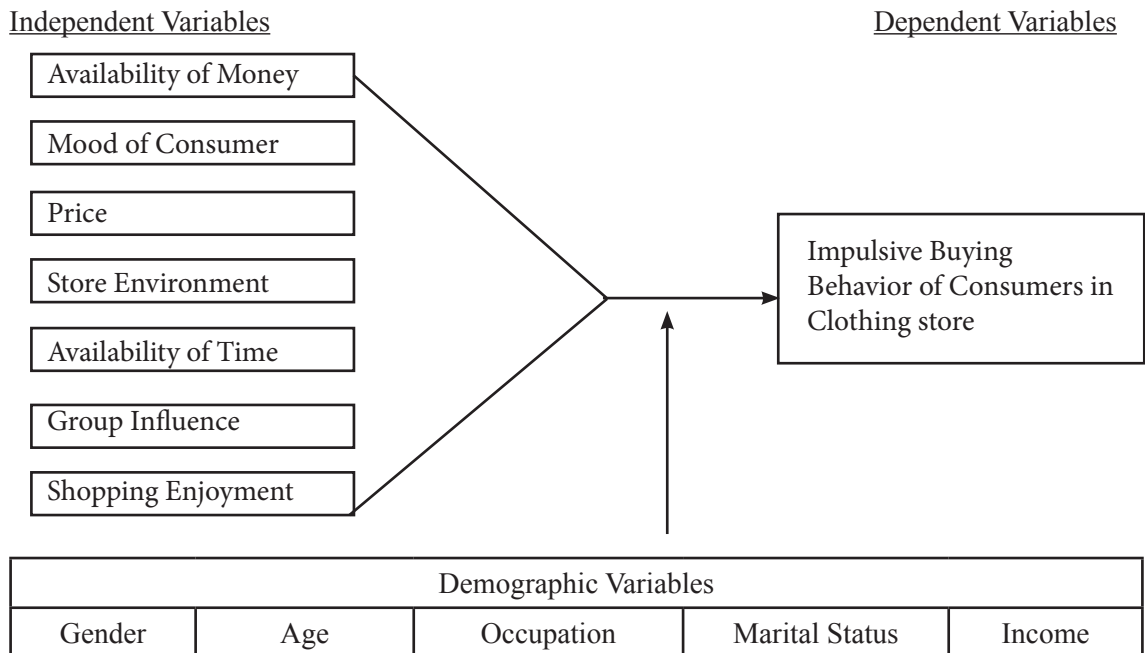 Independent Variables
Dependent Variables
Availability of Money
Mood of Consumer
Price
Store Environment
Availability of Time
Group Influence
Shopping Enjoyment
Impulsive Buying
Behavior of Consumers in
Clothing store
Demographic Variables
Gender Age Occupation Marital Status Income